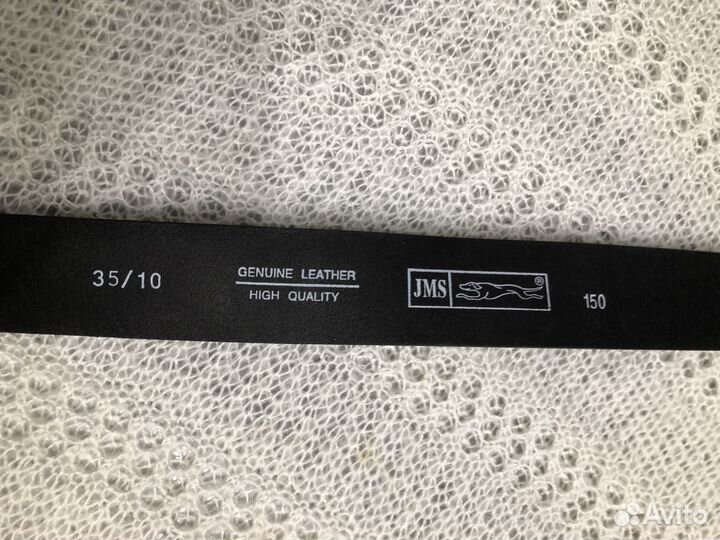 35/10
GENUINE LEATHER
HIGH QUALITY
JMS ®
150
Avito